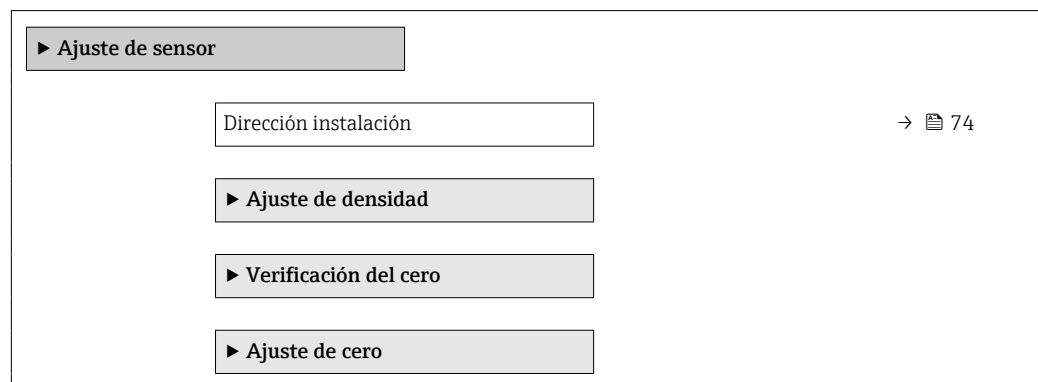 ▶ Ajuste de sensor
Dirección instalación → 74
▶ Ajuste de densidad
▶ Verificación del cero
▶ Ajuste de cero